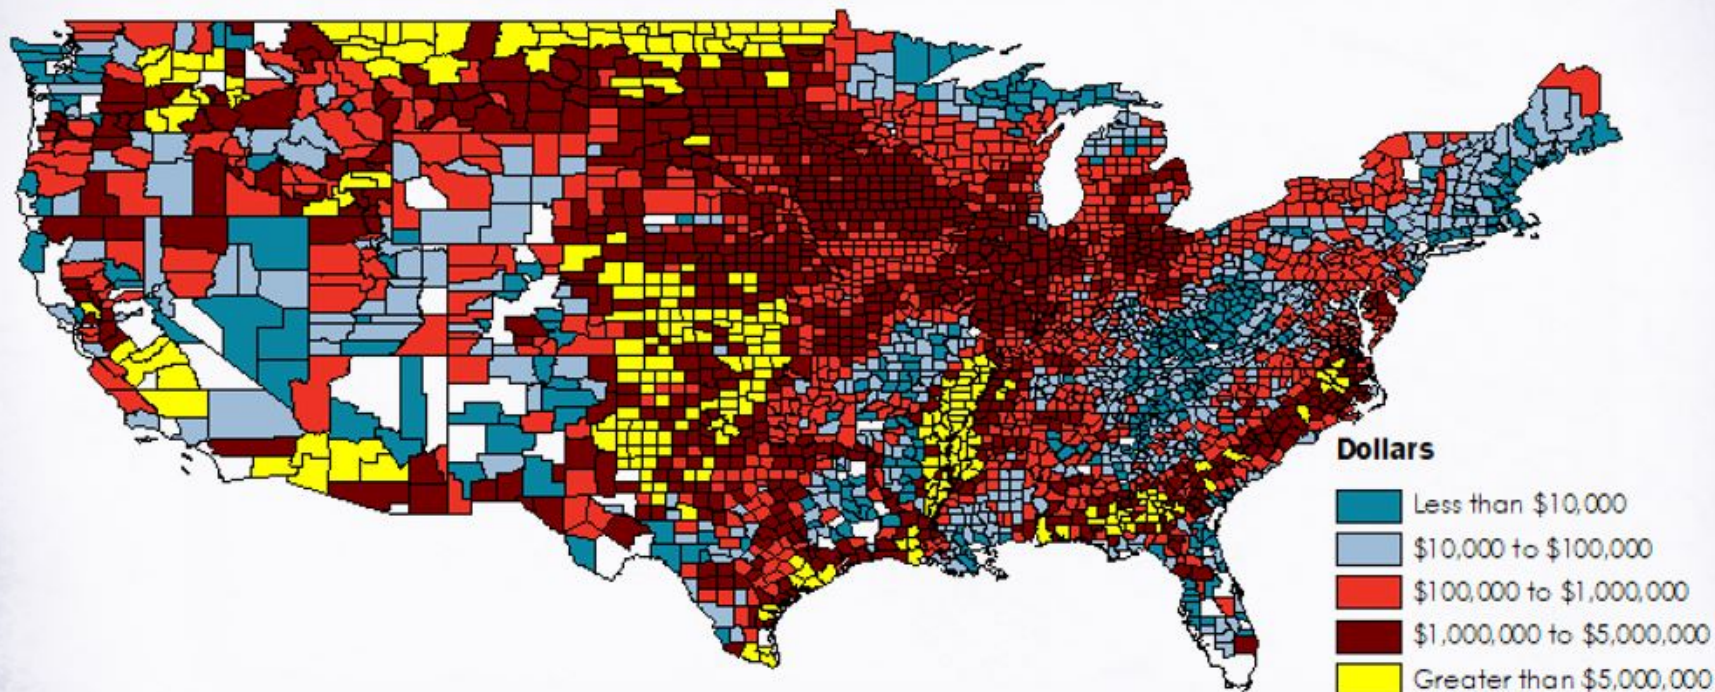 Dollars
Less than $10,000
$10,000 to $100,000
$100,000 to $1,000,000
$1,000,000 to $5,000,000
Greater than $5,000,000